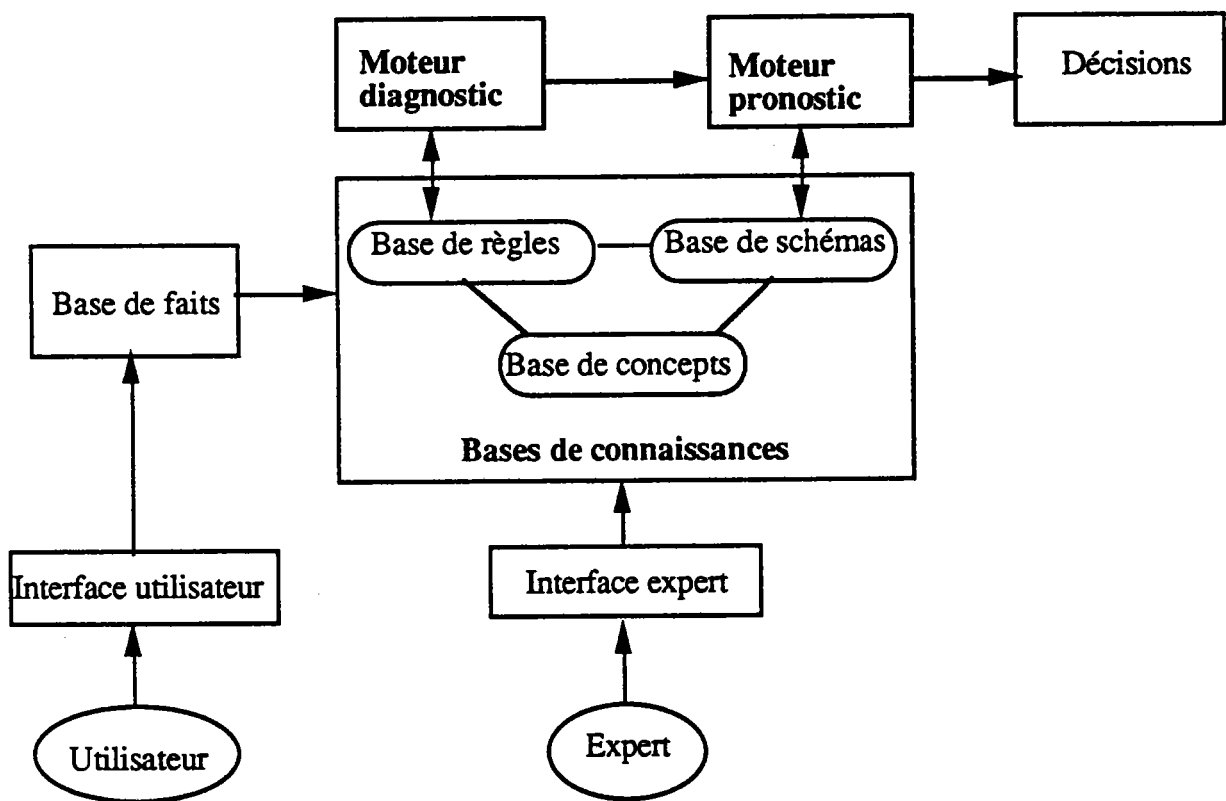 Moteur
diagnostic
Moteur
pronostic
Décisions
Base de règles
Base de schémas
Base de faits
Base de concepts
Bases de connaissances
Interface utilisateur
Interface expert
Utilisateur
Expert